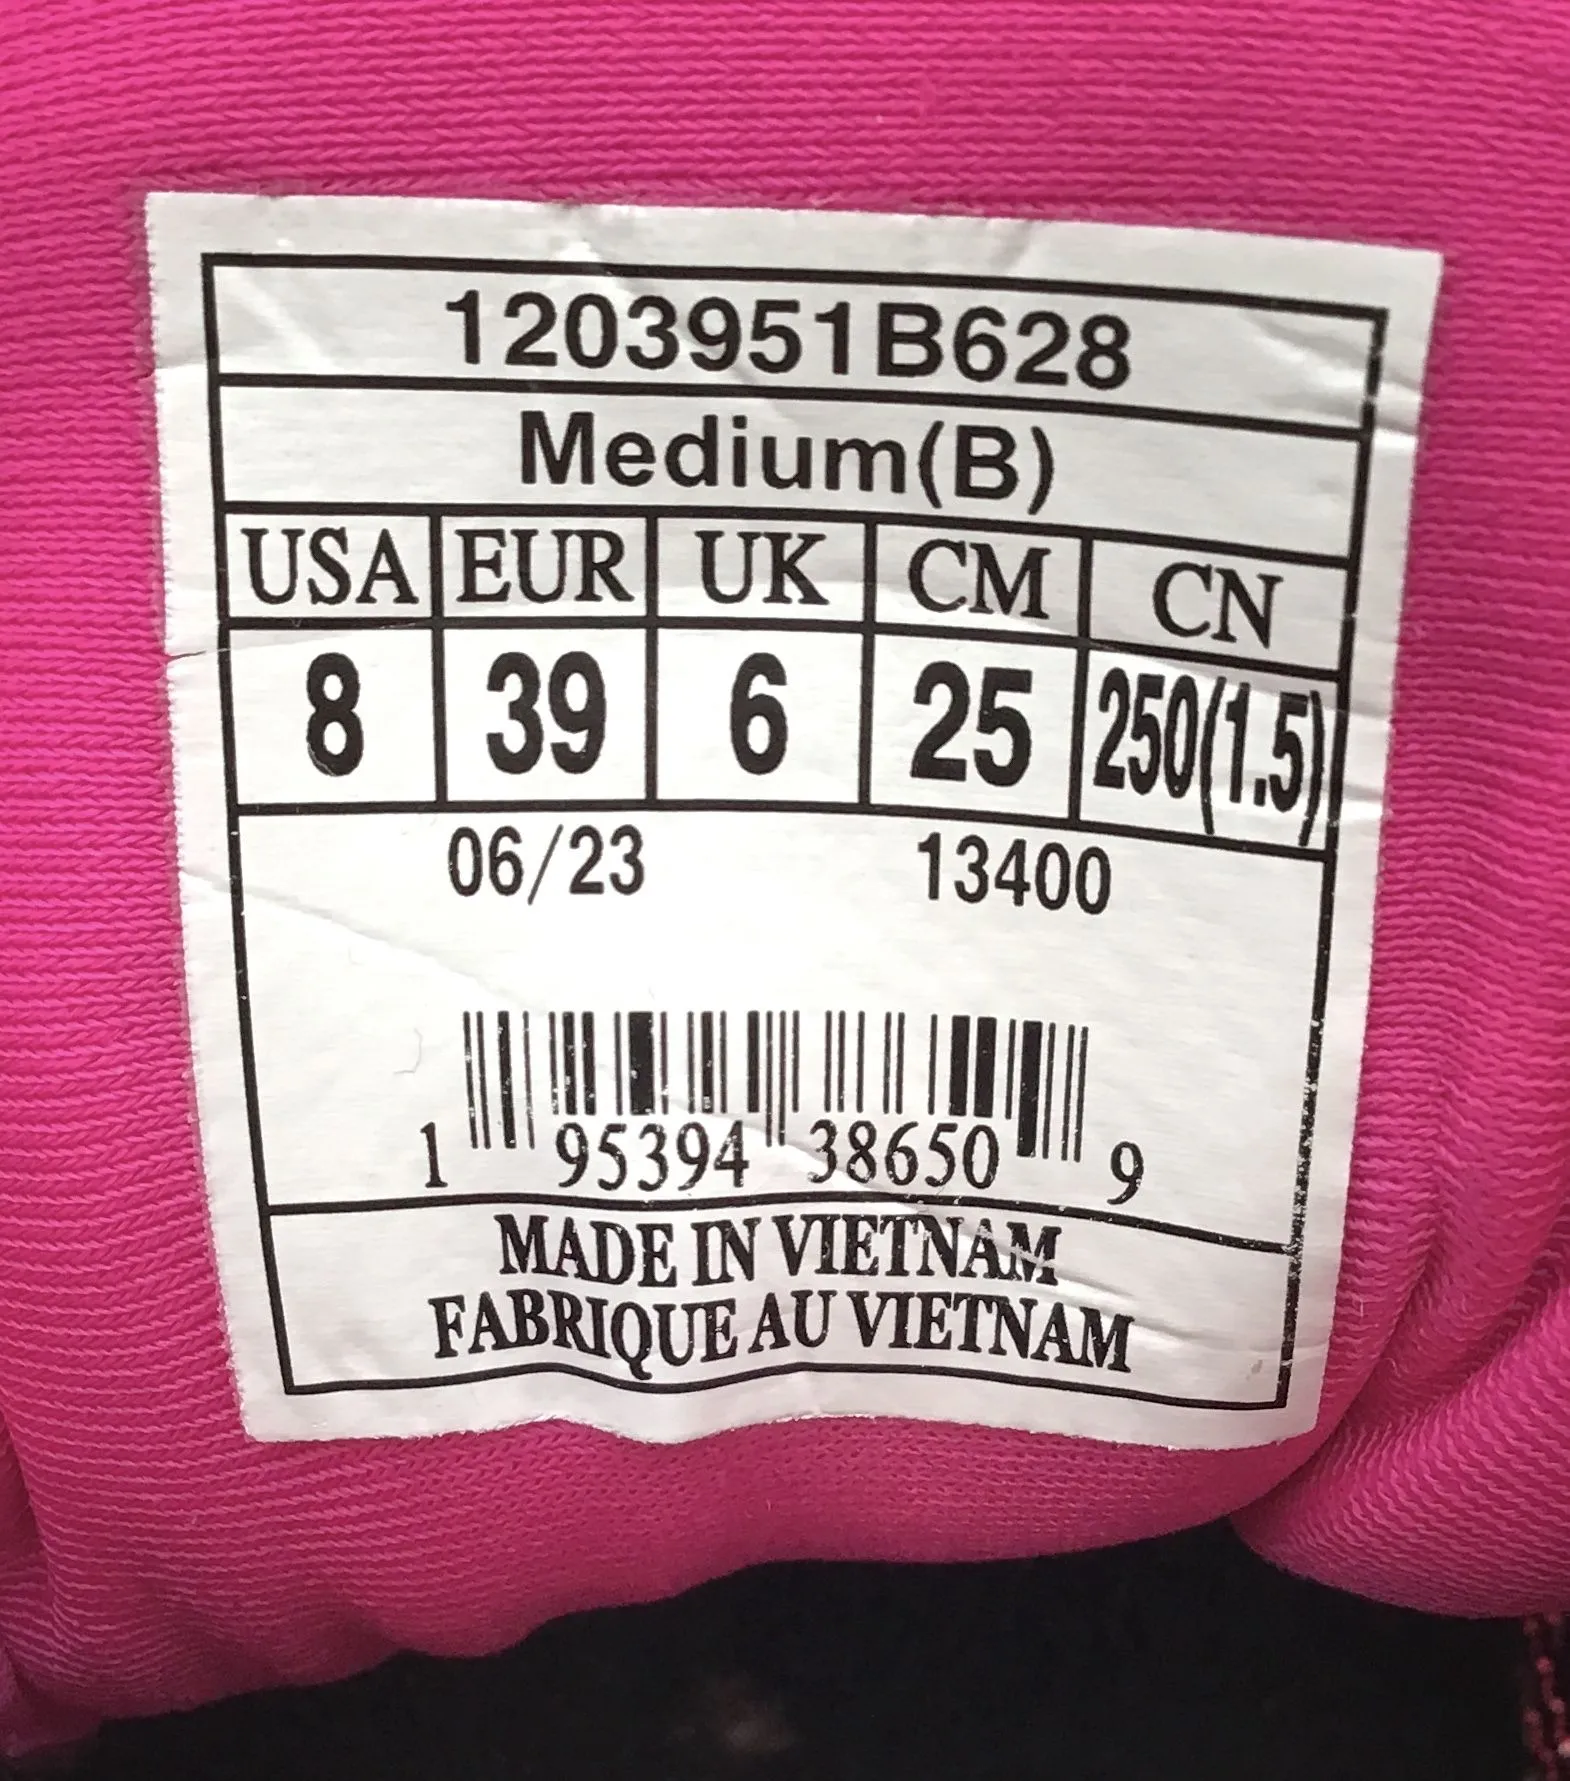 1203951B628
Medium(B)
USA EUR UK CM CN
8 39 6 25 250(1.5)
06/23 13400
1 95394 38650 9
MADE IN VIETNAM
FABRIQUE AU VIETNAM